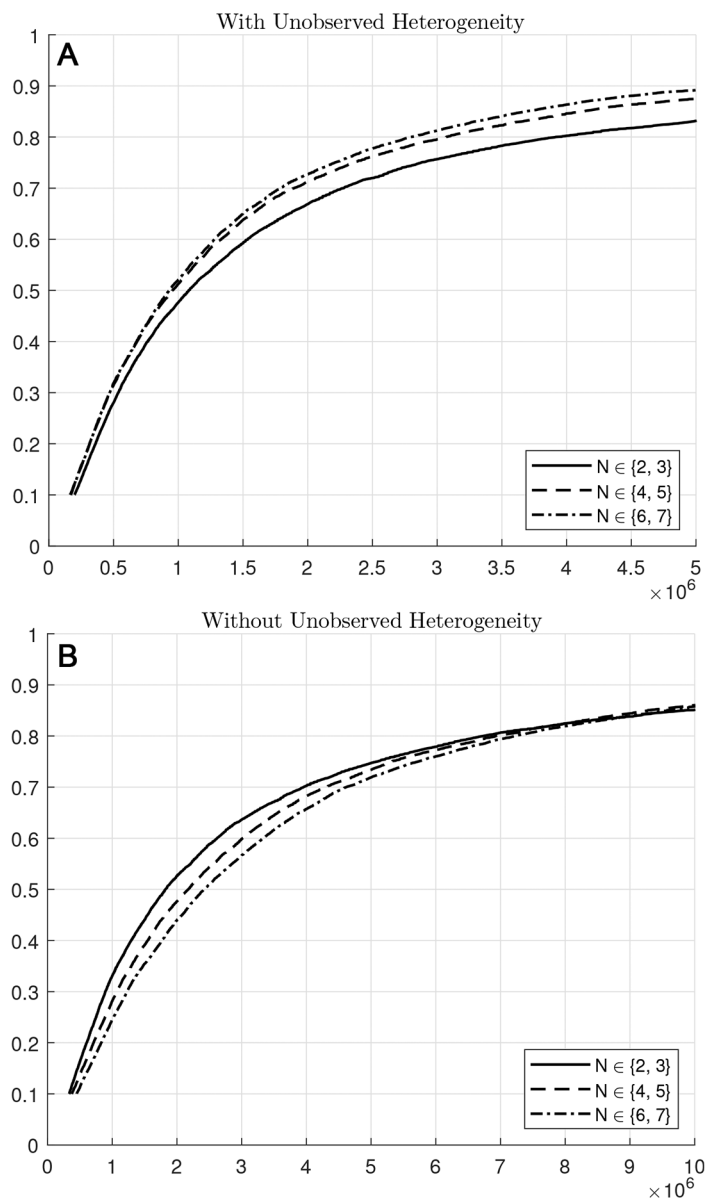 With Unobserved Heterogeneity
A
1
0.9
0.8
0.7
0.6
0.5
0.4
0.3
0.2
0.1
0
N ∈ {2, 3}
N ∈ {4, 5}
N ∈ {6, 7}
0 0.5 1 1.5 2 2.5 3 3.5 4 4.5 5
×10⁶
Without Unobserved Heterogeneity
B
1
0.9
0.8
0.7
0.6
0.5
0.4
0.3
0.2
0.1
0
N ∈ {2, 3}
N ∈ {4, 5}
N ∈ {6, 7}
0 1 2 3 4 5 6 7 8 9 10
×10⁶